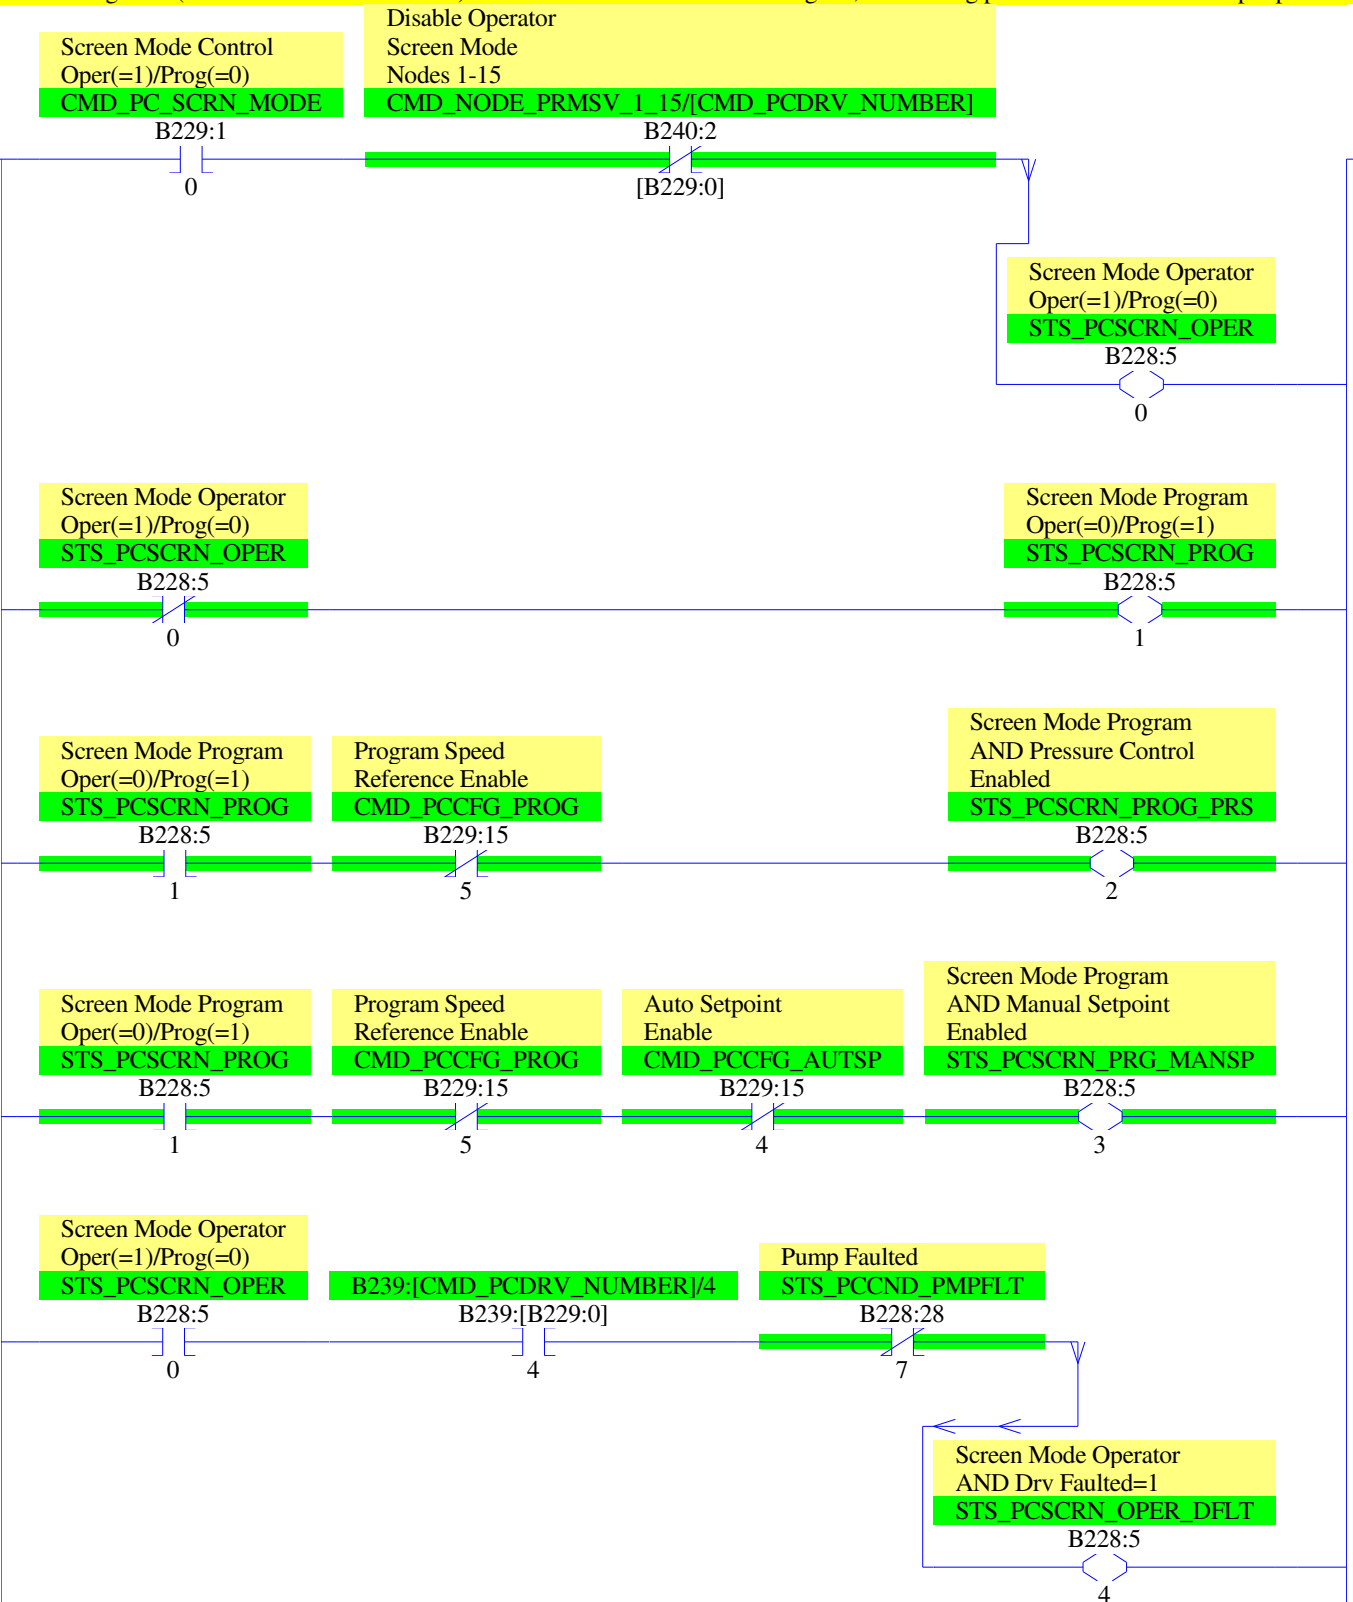 Disable Operator
Screen Mode Control
Screen Mode
Oper(=1)/Prog(=0)
Nodes 1-15
CMD_PC_SCRN_MODE
CMD_NODE_PRMSV_1_15/[CMD_PCDRV_NUMBER]
B229:1
B240:2
0
[B229:0]
Screen Mode Operator
Oper(=1)/Prog(=0)
STS_PCSCRN_OPER
B228:5
0
Screen Mode Operator
Screen Mode Program
Oper(=1)/Prog(=0)
Oper(=0)/Prog(=1)
STS_PCSCRN_OPER
STS_PCSCRN_PROG
B228:5
B228:5
0
1
Screen Mode Program
Screen Mode Program
Program Speed
AND Pressure Control
Oper(=0)/Prog(=1)
Reference Enable
Enabled
STS_PCSCRN_PROG
CMD_PCCFG_PROG
STS_PCSCRN_PROG_PRS
B228:5
B229:15
B228:5
1
5
2
Screen Mode Program
Screen Mode Program
Program Speed
Auto Setpoint
AND Manual Setpoint
Oper(=0)/Prog(=1)
Reference Enable
Enable
Enabled
STS_PCSCRN_PROG
CMD_PCCFG_PROG
CMD_PCCFG_AUTSP
STS_PCSCRN_PRG_MANSP
B228:5
B229:15
B229:15
B228:5
1
5
4
3
Screen Mode Operator
Oper(=1)/Prog(=0)
Pump Faulted
STS_PCSCRN_OPER
B239:[CMD_PCDRV_NUMBER]/4
STS_PCCND_PMPFLT
B228:5
B239:[B229:0]
B228:28
0
4
7
Screen Mode Operator
AND Drv Faulted=1
STS_PCSCRN_OPER_DFLT
B228:5
4